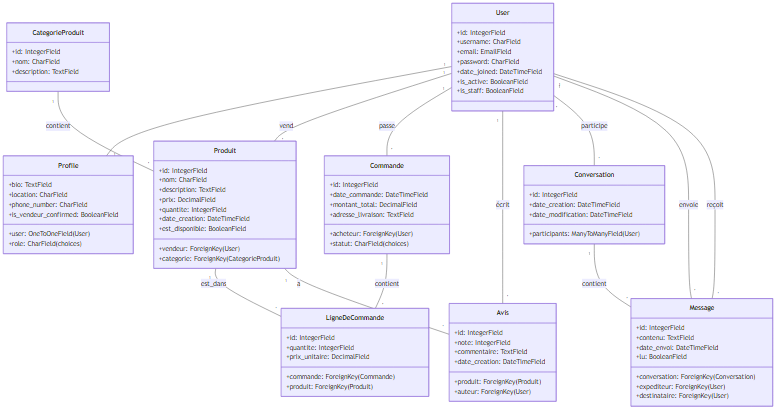 User
+id: IntegerField
+username: CharField
+email: EmailField
+password: CharField
+date_joined: DateTimeField
+is_active: BooleanField
+is_staff: BooleanField
CategorieProduit
+id: IntegerField
+nom: CharField
+description: TextField
contient
vend
passe
écrit
participe
envoie
reçoit
Profile
+bio: TextField
+location: CharField
+phone_number: CharField
+is_vendeur_confirmed: BooleanField
+user: OneToOneField(User)
+role: CharField(choices)
Produit
+id: IntegerField
+nom: CharField
+description: TextField
+prix: DecimalField
+quantite: IntegerField
+date_creation: DateTimeField
+est_disponible: BooleanField
+vendeur: ForeignKey(User)
+categorie: ForeignKey(CategorieProduit)
Commande
+id: IntegerField
+date_commande: DateTimeField
+montant_total: DecimalField
+adresse_livraison: TextField
+acheteur: ForeignKey(User)
+statut: CharField(choices)
Conversation
+id: IntegerField
+date_creation: DateTimeField
+date_modification: DateTimeField
+participants: ManyToManyField(User)
est_dans
a
contient
contient
LigneDeCommande
+id: IntegerField
+quantite: IntegerField
+prix_unitaire: DecimalField
+commande: ForeignKey(Commande)
+produit: ForeignKey(Produit)
Avis
+id: IntegerField
+note: IntegerField
+commentaire: TextField
+date_creation: DateTimeField
+produit: ForeignKey(Produit)
+auteur: ForeignKey(User)
Message
+id: IntegerField
+contenu: TextField
+date_envoi: DateTimeField
+lu: BooleanField
+conversation: ForeignKey(Conversation)
+expediteur: ForeignKey(User)
+destinataire: ForeignKey(User)